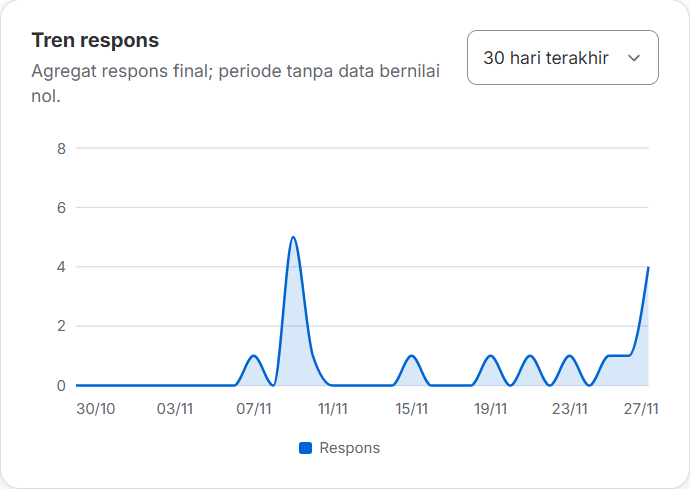 Tren respons
Agregat respons final; periode tanpa data bernilai
nol.
30 hari terakhir
8
6
4
2
0
30/10 03/11 07/11 11/11 15/11 19/11 23/11 27/11
Respons